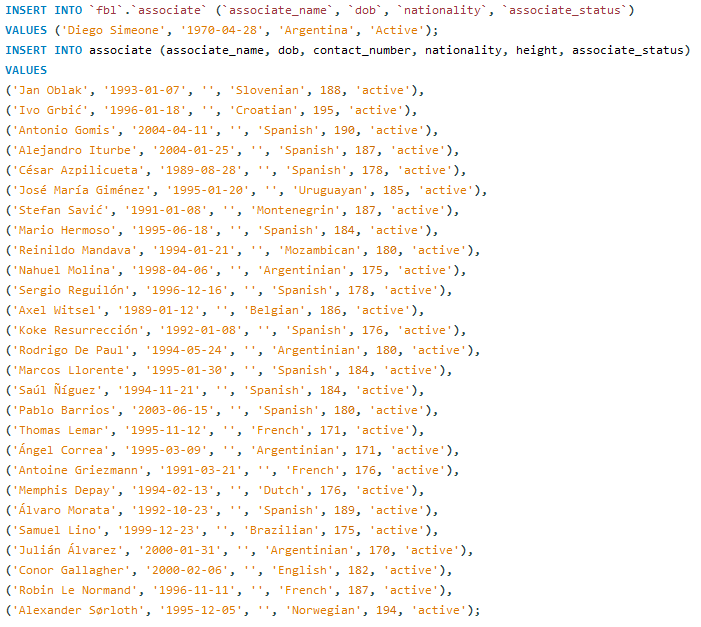 INSERT INTO `fbl`.`associate` (`associate_name`, `dob`, `nationality`, `associate_status`)
VALUES ('Diego Simeone', '1970-04-28', 'Argentina', 'Active');
INSERT INTO associate (associate_name, dob, contact_number, nationality, height, associate_status)
VALUES
('Jan Oblak', '1993-01-07', '', 'Slovenian', 188, 'active'),
('Ivo Grbić', '1996-01-18', '', 'Croatian', 195, 'active'),
('Antonio Gomis', '2004-04-11', '', 'Spanish', 190, 'active'),
('Alejandro Iturbe', '2004-01-25', '', 'Spanish', 187, 'active'),
('César Azpilicueta', '1989-08-28', '', 'Spanish', 178, 'active'),
('José María Giménez', '1995-01-20', '', 'Uruguayan', 185, 'active'),
('Stefan Savić', '1991-01-08', '', 'Montenegrin', 187, 'active'),
('Mario Hermoso', '1995-06-18', '', 'Spanish', 184, 'active'),
('Reinildo Mandava', '1994-01-21', '', 'Mozambican', 180, 'active'),
('Nahuel Molina', '1998-04-06', '', 'Argentinian', 175, 'active'),
('Sergio Reguilón', '1996-12-16', '', 'Spanish', 178, 'active'),
('Axel Witsel', '1989-01-12', '', 'Belgian', 186, 'active'),
('Koke Resurrección', '1992-01-08', '', 'Spanish', 176, 'active'),
('Rodrigo De Paul', '1994-05-24', '', 'Argentinian', 180, 'active'),
('Marcos Llorente', '1995-01-30', '', 'Spanish', 184, 'active'),
('Saúl Ñíguez', '1994-11-21', '', 'Spanish', 184, 'active'),
('Pablo Barrios', '2003-06-15', '', 'Spanish', 180, 'active'),
('Thomas Lemar', '1995-11-12', '', 'French', 171, 'active'),
('Ángel Correa', '1995-03-09', '', 'Argentinian', 171, 'active'),
('Antoine Griezmann', '1991-03-21', '', 'French', 176, 'active'),
('Memphis Depay', '1994-02-13', '', 'Dutch', 176, 'active'),
('Álvaro Morata', '1992-10-23', '', 'Spanish', 189, 'active'),
('Samuel Lino', '1999-12-23', '', 'Brazilian', 175, 'active'),
('Julián Álvarez', '2000-01-31', '', 'Argentinian', 170, 'active'),
('Conor Gallagher', '2000-02-06', '', 'English', 182, 'active'),
('Robin Le Normand', '1996-11-11', '', 'French', 187, 'active'),
('Alexander Sørloth', '1995-12-05', '', 'Norwegian', 194, 'active');